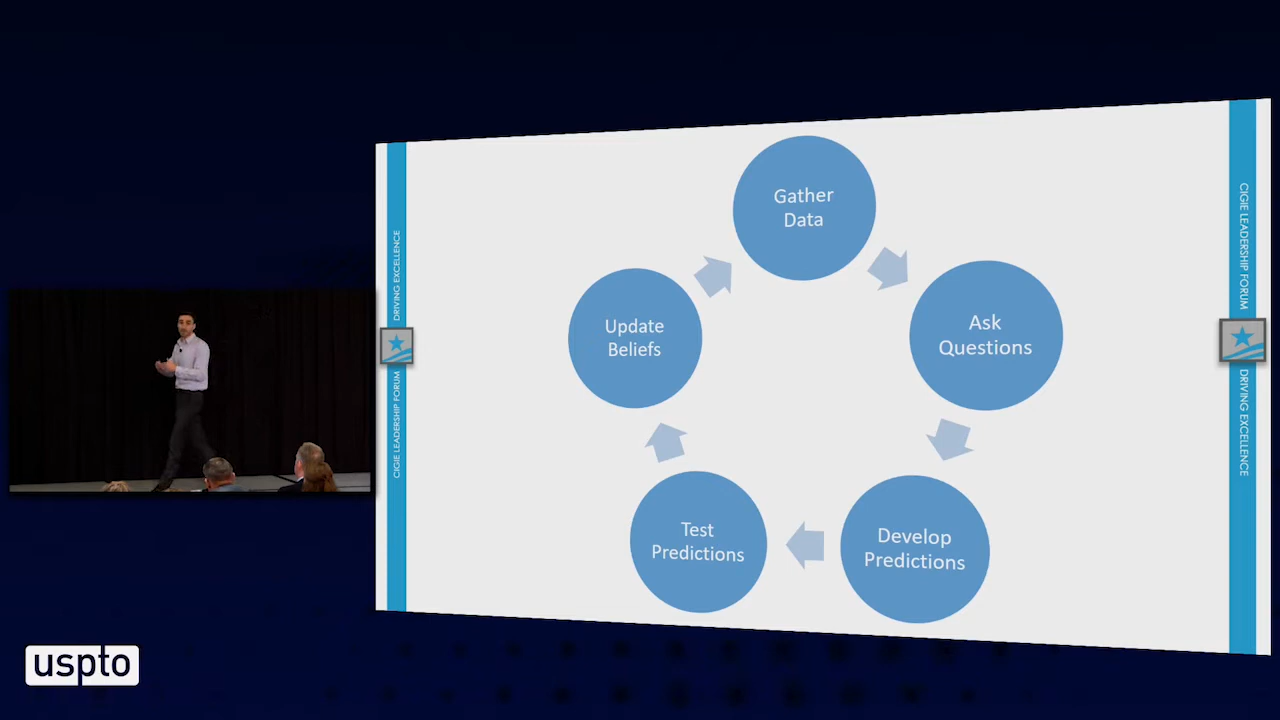 Gather
Data
Ask
Questions
Develop
Predictions
Test
Predictions
Update
Beliefs
CIGIE LEADERSHIP FORUM
DRIVING EXCELLENCE
CIGIE LEADERSHIP FORUM
DRIVING EXCELLENCE
uspto